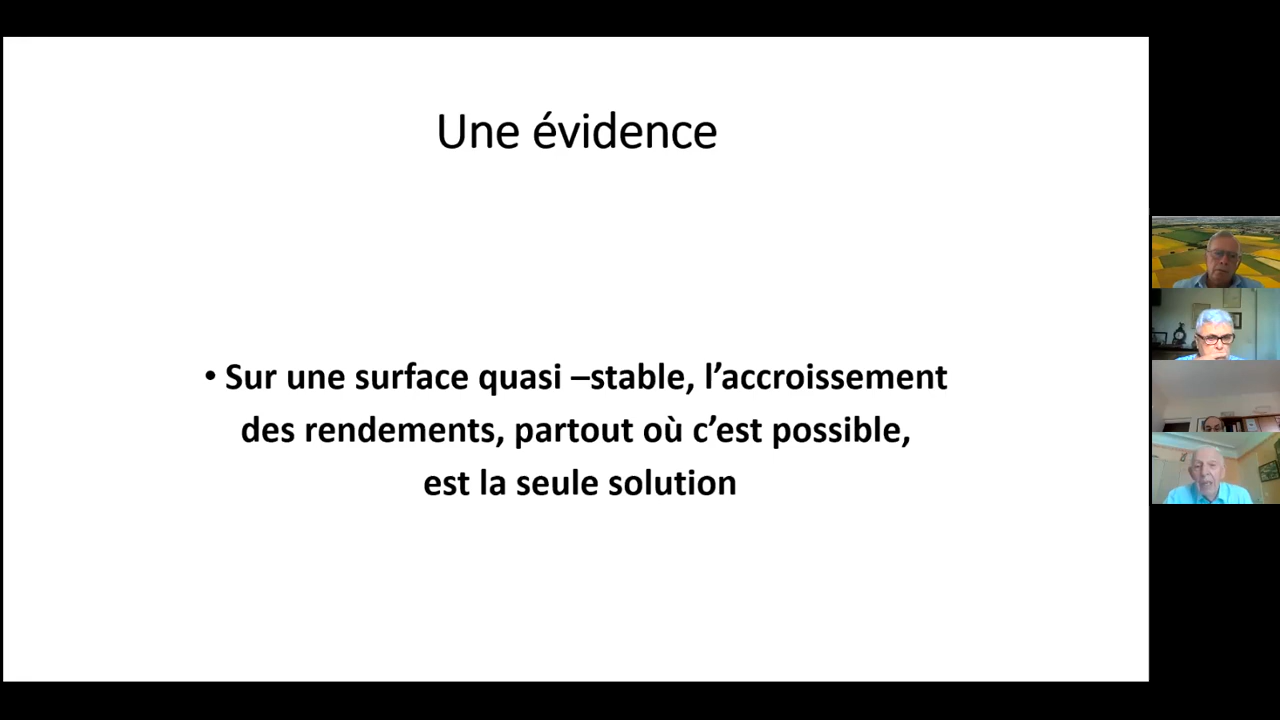 Une évidence
• Sur une surface quasi –stable, l’accroissement
des rendements, partout où c’est possible,
est la seule solution